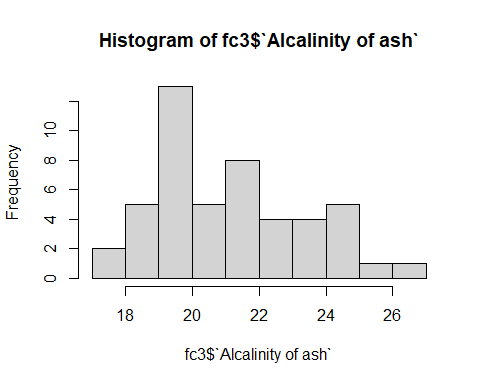 Histogram of fc3$`Alcalinity of ash`
Frequency
0 2 4 6 8 10
18 20 22 24 26
fc3$`Alcalinity of ash`